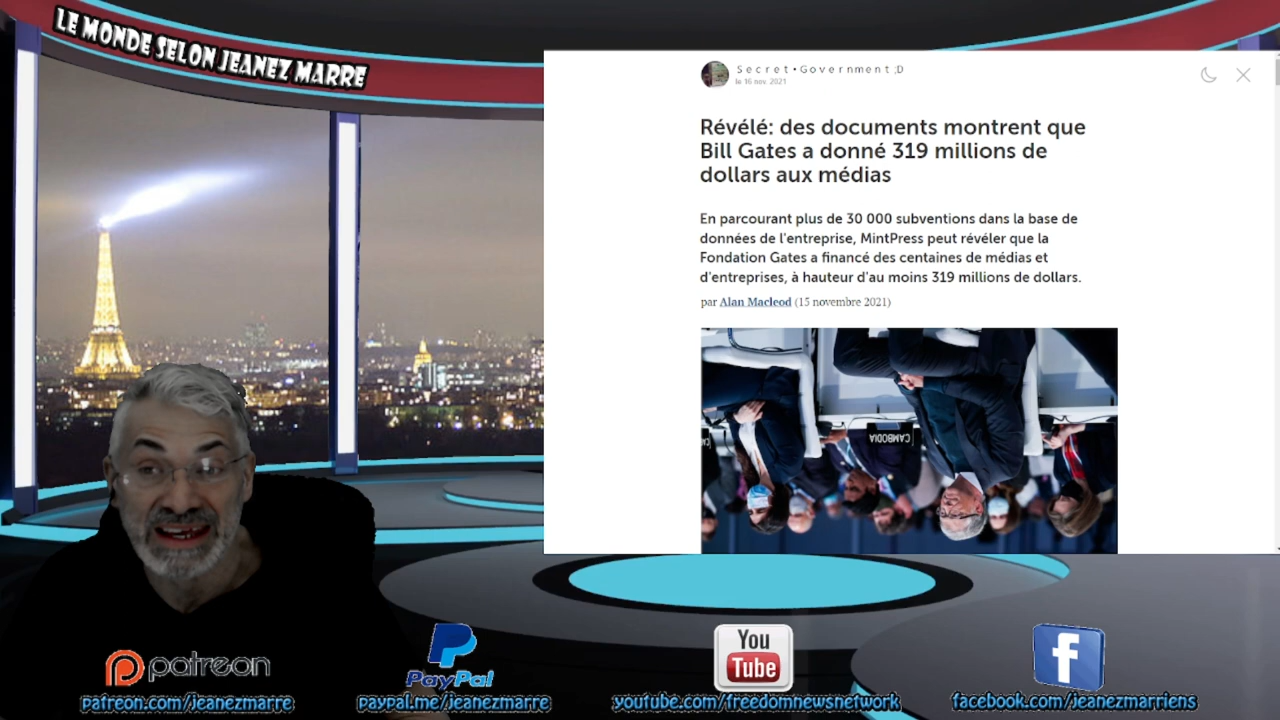 LE MONDE SELON JEANEZ MARRE
Secret•Government ;D
le 16 nov. 2021
Révélé: des documents montrent que
Bill Gates a donné 319 millions de
dollars aux médias
En parcourant plus de 30 000 subventions dans la base de
données de l'entreprise, MintPress peut révéler que la
Fondation Gates a financé des centaines de médias et
d'entreprises, à hauteur d'au moins 319 millions de dollars.
par Alan Macleod (15 novembre 2021)
CAMBODIA
patreon
patreon.com/jeanezmarre
PayPal
paypal.me/jeanezmarre
You
Tube
youtube.com/freedomnewsnetwork
f
facebook.com/jeanezmarriens